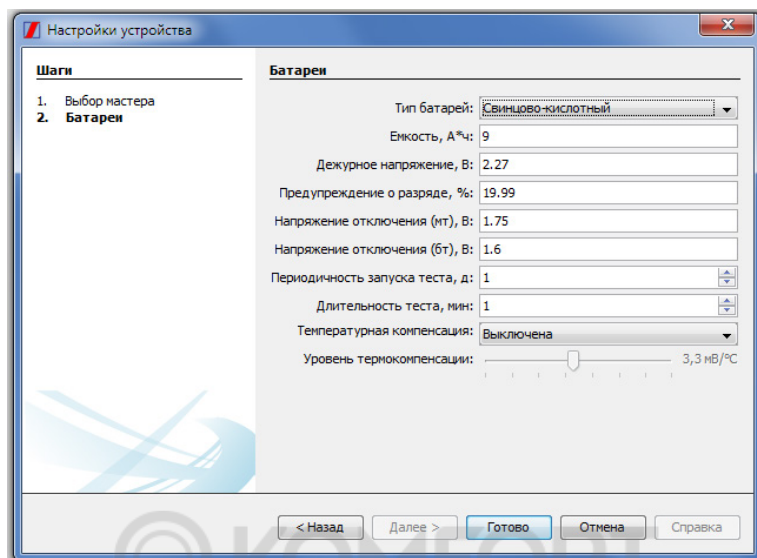 Настройки устройства
Шаги
1. Выбор мастера
2. Батареи
Батареи
Тип батарей: Свинцово-кислотный
Емкость, А*ч: 9
Дежурное напряжение, В: 2.27
Предупреждение о разряде, %: 19.99
Напряжение отключения (мт), В: 1.75
Напряжение отключения (бт), В: 1.6
Периодичность запуска теста, д: 1
Длительность теста, мин: 1
Температурная компенсация: Выключена
Уровень термокомпенсации: 3,3 мВ/°C
< Назад Далее > Готово Отмена Справка